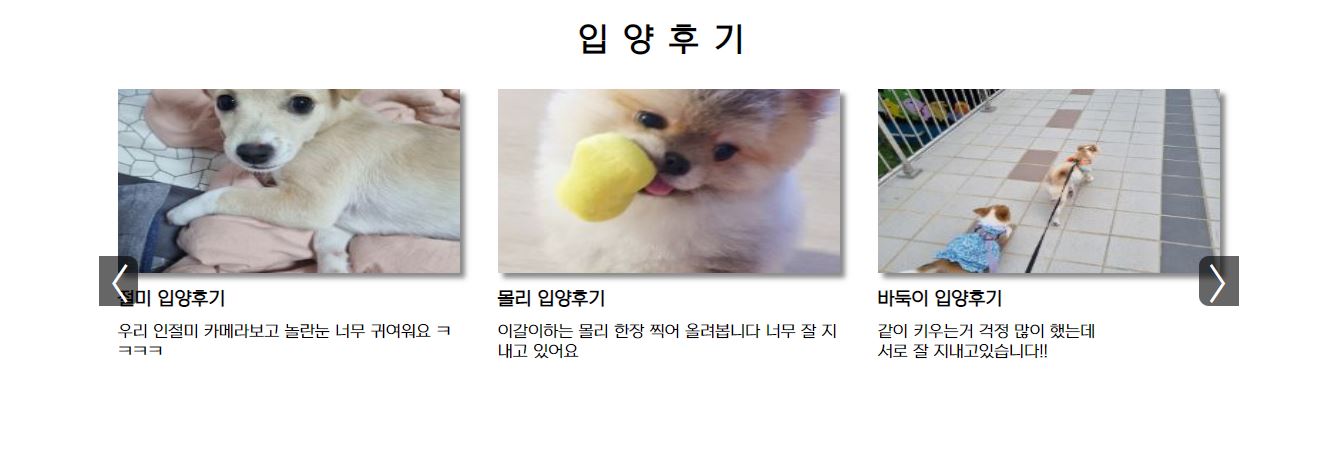 입양후기
절미 입양후기
우리 인절미 카메라보고 놀란눈 너무 귀여워요 ㅋ
ㅋㅋㅋ
몰리 입양후기
이갈이하는 몰리 한장 찍어 올려봅니다 너무 잘 지
내고 있어요
바둑이 입양후기
같이 키우는거 걱정 많이 했는데
서로 잘 지내고있습니다!!